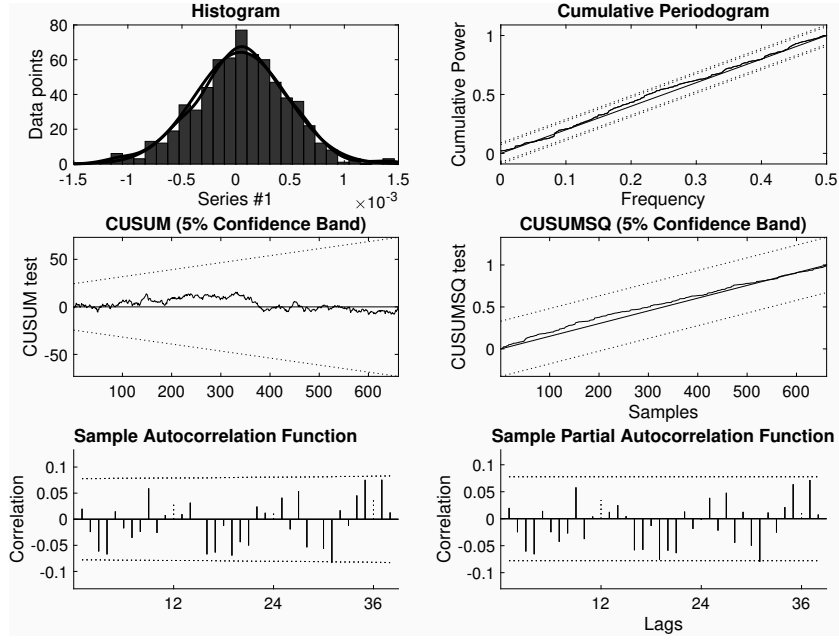 Histogram
Data points
80
60
40
20
0
-1.5 -1 -0.5 0 0.5 1 1.5
Series #1
×10⁻³
Cumulative Periodogram
Cumulative Power
1
0.5
0
0 0.1 0.2 0.3 0.4 0.5
Frequency
CUSUM (5% Confidence Band)
CUSUM test
50
0
-50
100 200 300 400 500 600
CUSUMSQ (5% Confidence Band)
CUSUMSQ test
1
0.5
0
100 200 300 400 500 600
Samples
Sample Autocorrelation Function
Correlation
0.1
0.05
0
-0.05
-0.1
12 24 36
Sample Partial Autocorrelation Function
Correlation
0.1
0.05
0
-0.05
-0.1
12 24 36
Lags